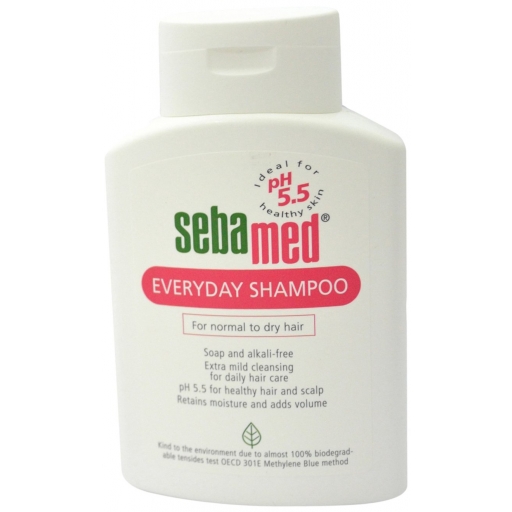 Ideal for
pH
5.5
healthy skin
sebamed®
EVERYDAY SHAMPOO
For normal to dry hair
Soap and alkali-free
Extra mild cleansing
for daily hair care
pH 5.5 for healthy hair and scalp
Retains moisture and adds volume
Kind to the environment due to almost 100% biodegrad-
able tensides test OECD 301E Methylene Blue method